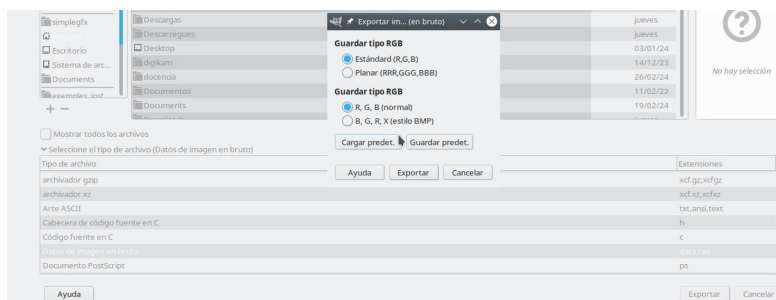 simplegfx
Escritorio
Sistema de arc...
Documents
exemples_inst
Descargas jueves
Descarregues jueves
Desktop 03/01/24
digikam 14/12/23
docencia 26/02/24
Documentos 11/02/22
Documents 19/02/24
No hay selección
Exportar im... (en bruto)
Guardar tipo RGB
Estándard (R,G,B)
Planar (RRR,GGG,BBB)
Guardar tipo RGB
R, G, B (normal)
B, G, R, X (estilo BMP)
Cargar predet. Guardar predet.
Ayuda Exportar Cancelar
Mostrar todos los archivos
Seleccione el tipo de archivo (Datos de imagen en bruto)
Tipo de archivo Extensiones
archivador gzip xcf.gz,xcfgz
archivador xz xcf.xz,xcfxz
Arte ASCII txt,ansi,text
Cabecera de código fuente en C h
Código fuente en C c
Datos de imagen en bruto data,raw
Documento PostScript ps
Ayuda Exportar Cancelar